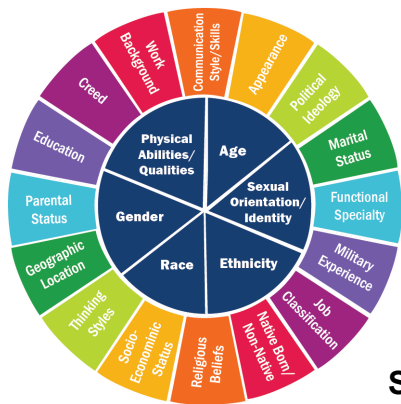 Communication
Style/Skills
Appearance
Political
Ideology
Marital
Status
Functional
Specialty
Military
Experience
Job
Classification
Native Born/
Non-Native
Religious
Beliefs
Socio-
Econominic
Status
Thinking
Styles
Geographic
Location
Parental
Status
Education
Creed
Work
Background
Physical
Abilities/
Qualities
Age
Sexual
Orientation/
Identity
Ethnicity
Race
Gender
S